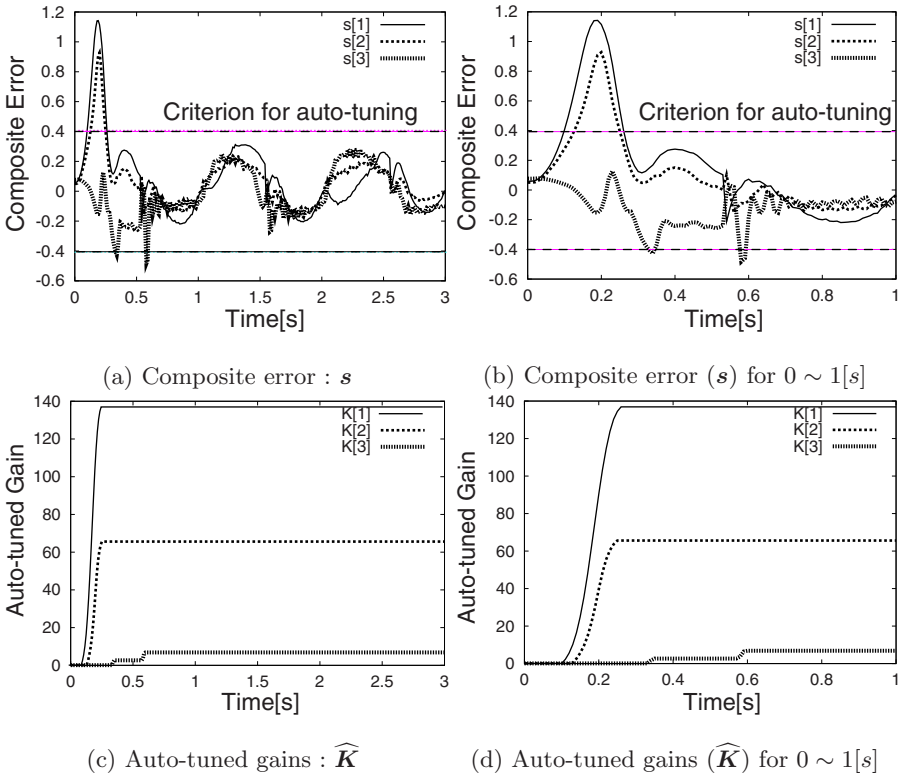 1.2
1
0.8
0.6
0.4
0.2
0
-0.2
-0.4
-0.6
Composite Error
s[1]
s[2]
s[3]
Criterion for auto-tuning
0 0.5 1 1.5 2 2.5 3
Time[s]
(a) Composite error : s
1.2
1
0.8
0.6
0.4
0.2
0
-0.2
-0.4
-0.6
Composite Error
s[1]
s[2]
s[3]
Criterion for auto-tuning
0 0.2 0.4 0.6 0.8 1
Time[s]
(b) Composite error (s) for 0 ∼ 1[s]
140
120
100
80
60
40
20
0
Auto-tuned Gain
K[1]
K[2]
K[3]
0 0.5 1 1.5 2 2.5 3
Time[s]
(c) Auto-tuned gains : K̂
140
120
100
80
60
40
20
0
Auto-tuned Gain
K[1]
K[2]
K[3]
0 0.2 0.4 0.6 0.8 1
Time[s]
(d) Auto-tuned gains (K̂) for 0 ∼ 1[s]